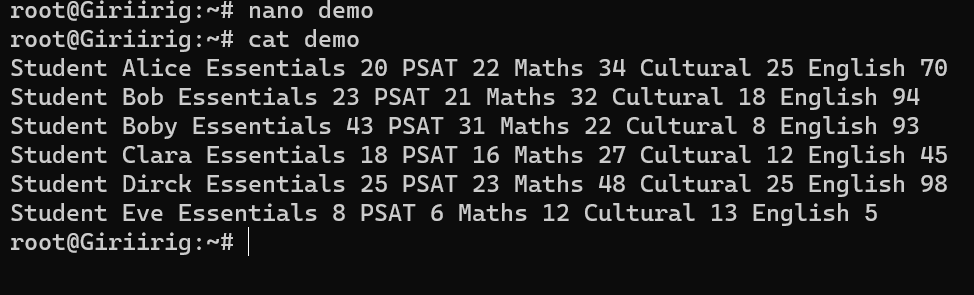 root@Giriirig:~# nano demo
root@Giriirig:~# cat demo
Student Alice Essentials 20 PSAT 22 Maths 34 Cultural 25 English 70
Student Bob Essentials 23 PSAT 21 Maths 32 Cultural 18 English 94
Student Boby Essentials 43 PSAT 31 Maths 22 Cultural 8 English 93
Student Clara Essentials 18 PSAT 16 Maths 27 Cultural 12 English 45
Student Dirck Essentials 25 PSAT 23 Maths 48 Cultural 25 English 98
Student Eve Essentials 8 PSAT 6 Maths 12 Cultural 13 English 5
root@Giriirig:~#